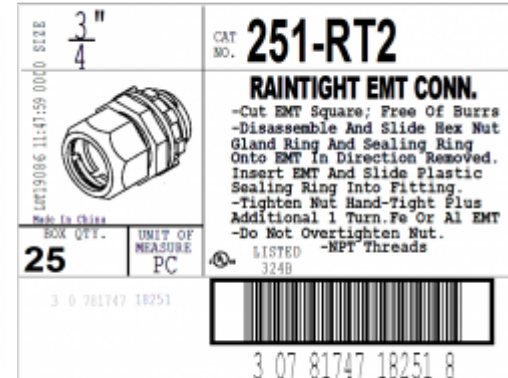 SIZE 3"
4
CAT NO. 251-RT2
LOT19086 11:47:59
RAINTIGHT EMT CONN.
-Cut EMT Square; Free Of Burrs
-Disassemble And Slide Hex Nut
Gland Ring And Sealing Ring
Onto EMT In Direction Removed.
Insert EMT And Slide Plastic
Sealing Ring Into Fitting.
-Tighten Nut Hand-Tight Plus
Additional 1 Turn.Fe Or Al EMT
-Do Not Overtighten Nut.
-NPT Threads
Made In China
BOX QTY.
25
UNIT OF
MEASURE
PC
UL
LISTED
324B
3 0 781747 18251
3 07 81747 18251 8